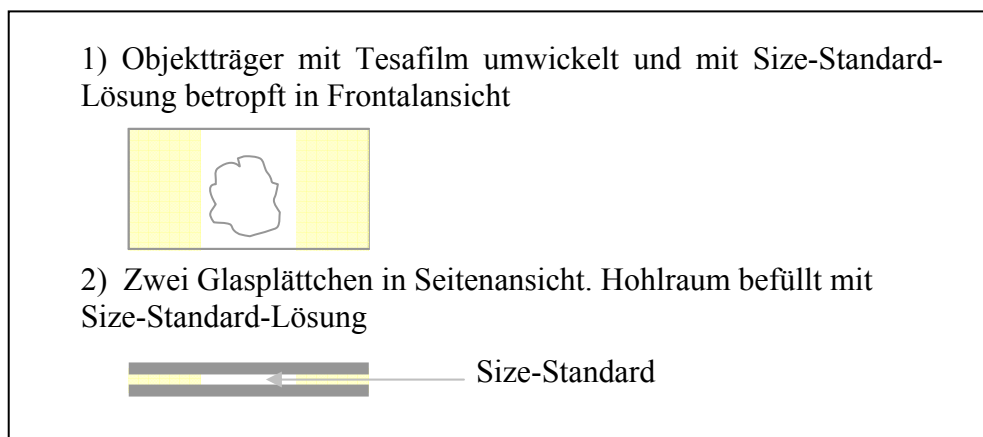 1) Objektträger mit Tesafilm umwickelt und mit Size-Standard-
Lösung betropft in Frontalansicht
2) Zwei Glasplättchen in Seitenansicht. Hohlraum befüllt mit
Size-Standard-Lösung
Size-Standard